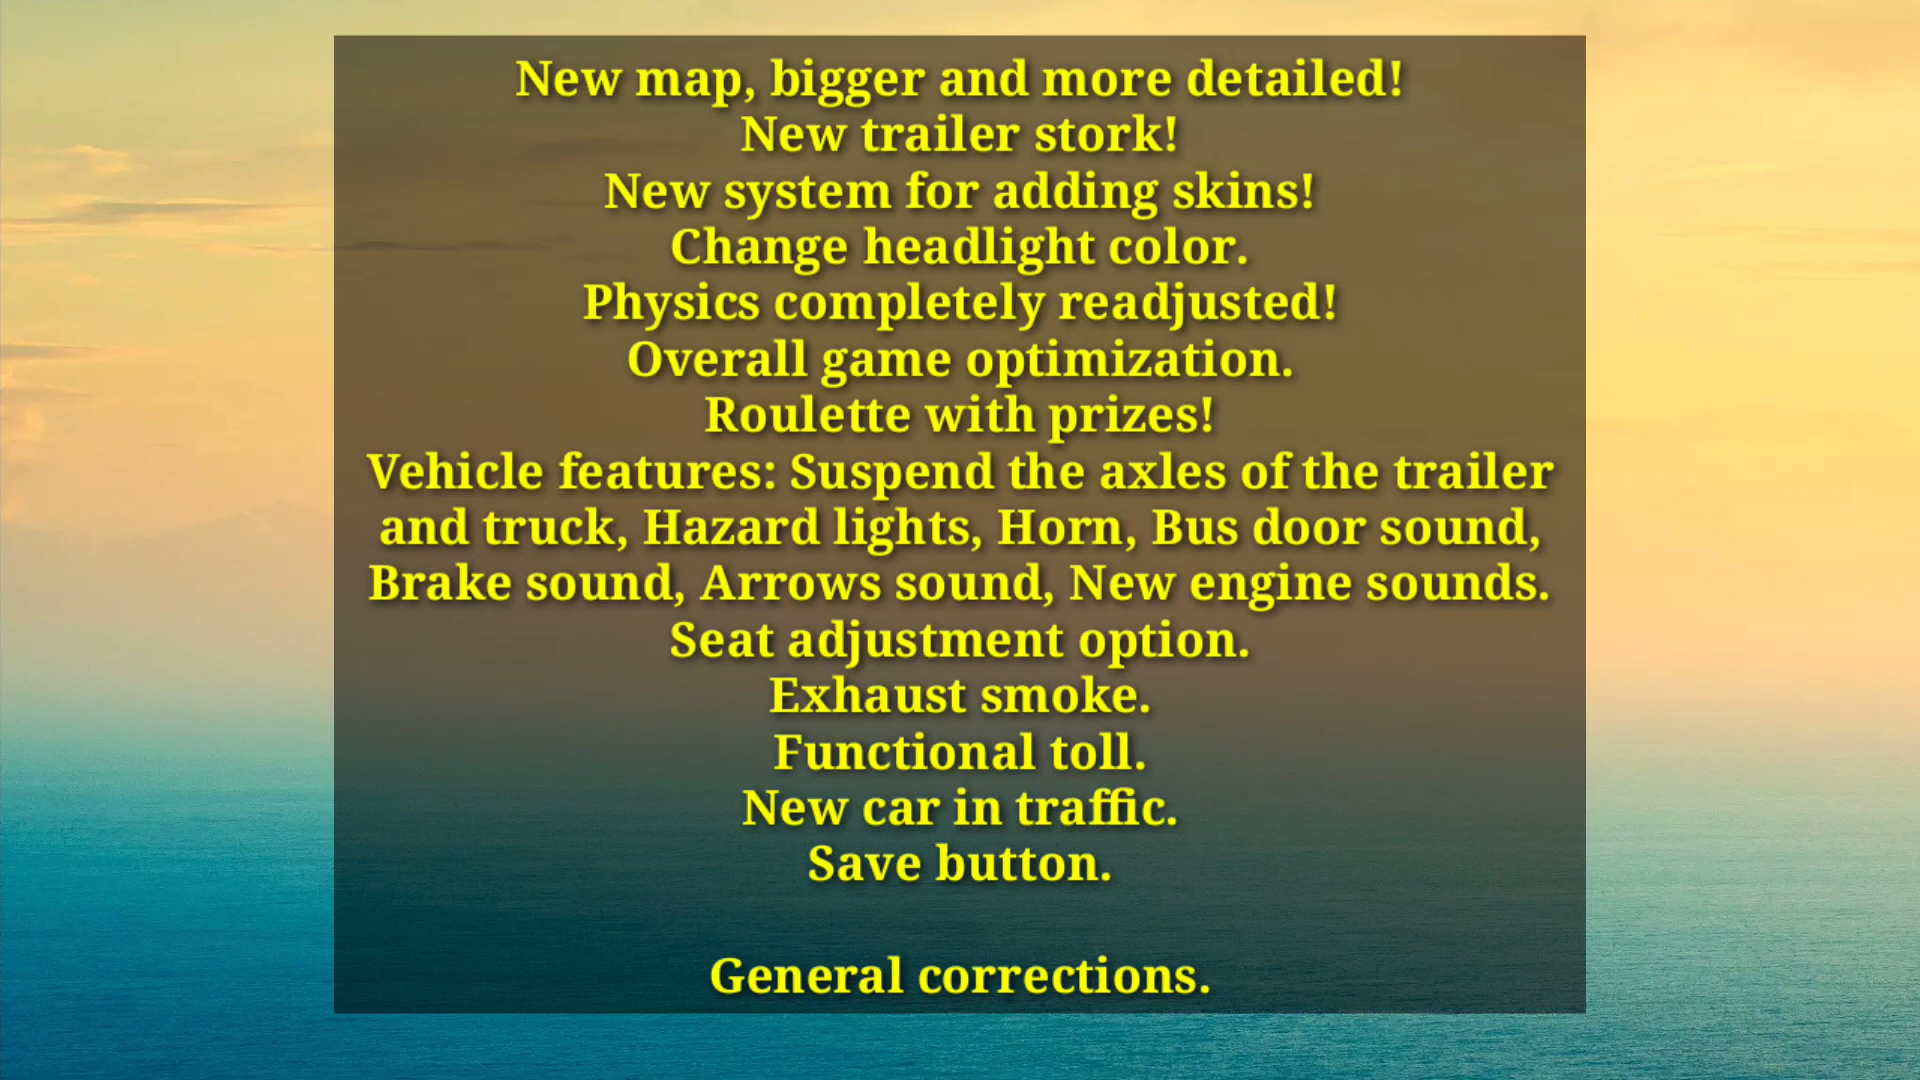 New map, bigger and more detailed!
New trailer stork!
New system for adding skins!
Change headlight color.
Physics completely readjusted!
Overall game optimization.
Roulette with prizes!
Vehicle features: Suspend the axles of the trailer
and truck, Hazard lights, Horn, Bus door sound,
Brake sound, Arrows sound, New engine sounds.
Seat adjustment option.
Exhaust smoke.
Functional toll.
New car in traffic.
Save button.
General corrections.